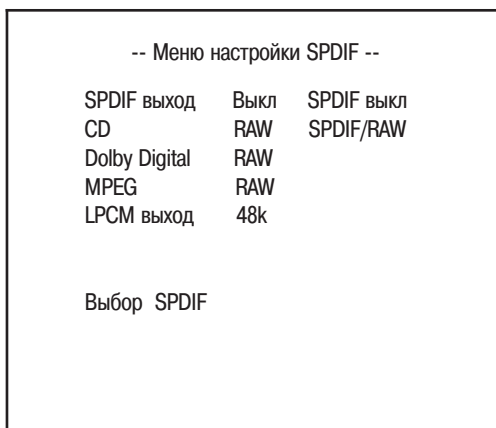 -- Меню настройки SPDIF --
SPDIF выход Выкл SPDIF выкл
CD RAW SPDIF/RAW
Dolby Digital RAW
MPEG RAW
LPCM выход 48k
Выбор SPDIF